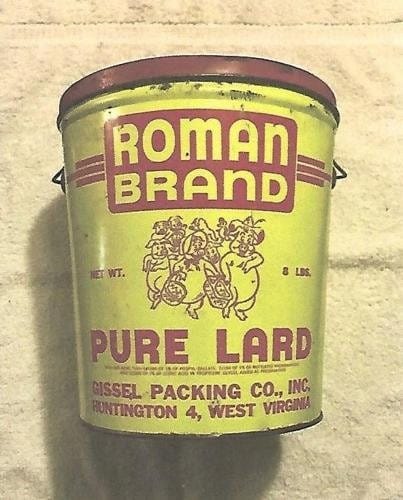 ROMAN
BRAND
NET WT. 8 LBS.
PURE LARD
GISSEL PACKING CO., INC.
HUNTINGTON 4, WEST VIRGINIA